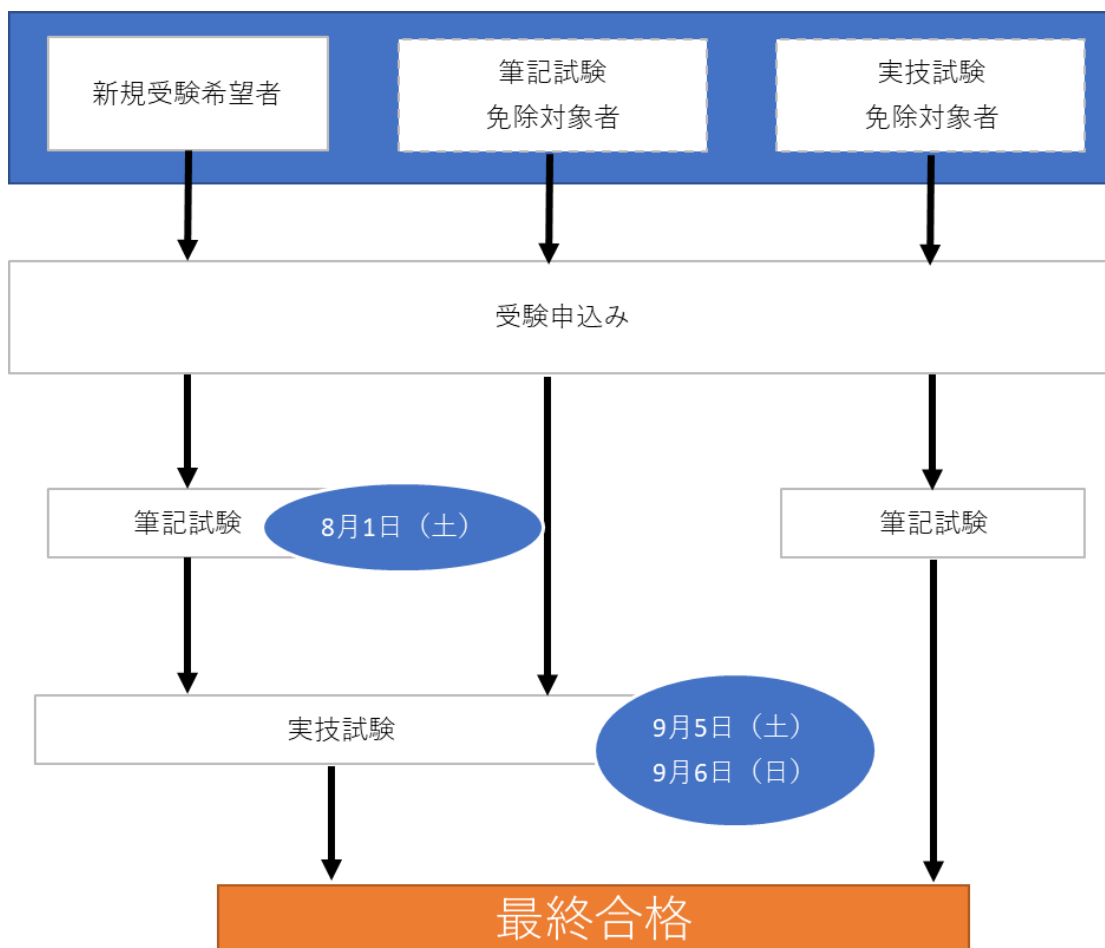 新規受験希望者
筆記試験
免除対象者
実技試験
免除対象者
受験申込み
筆記試験
8月1日（土）
筆記試験
実技試験
9月5日（土）
9月6日（日）
最終合格